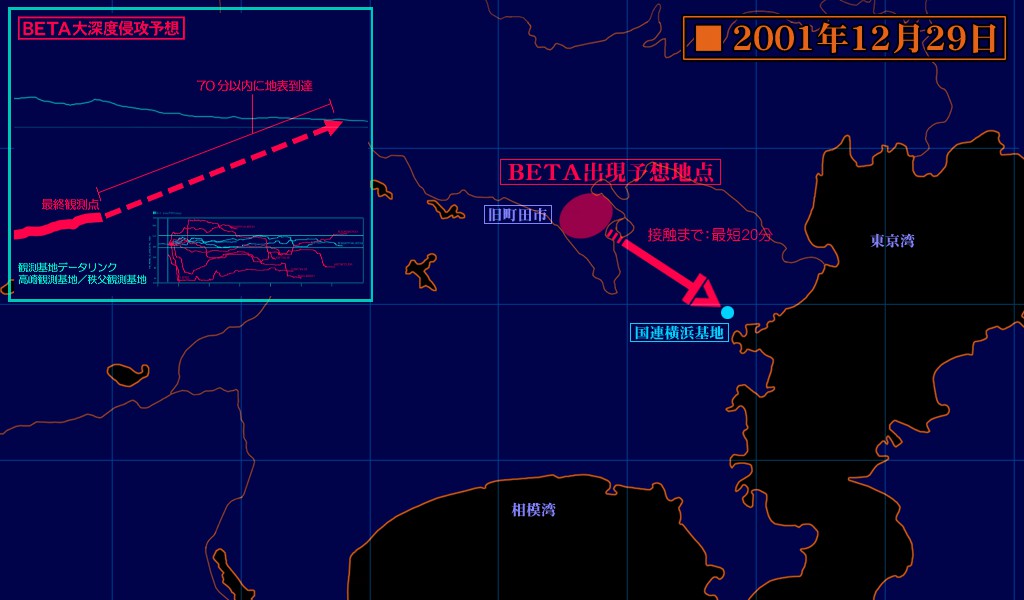 BETA大深度侵攻予想
70分以内に地表到達
最終観測点
観測基地データリンク
高崎観測基地／秩父観測基地
■ 2001年12月29日
BETA出現予想地点
旧町田市
接触まで：最短20分
東京湾
国連横浜基地
相模湾